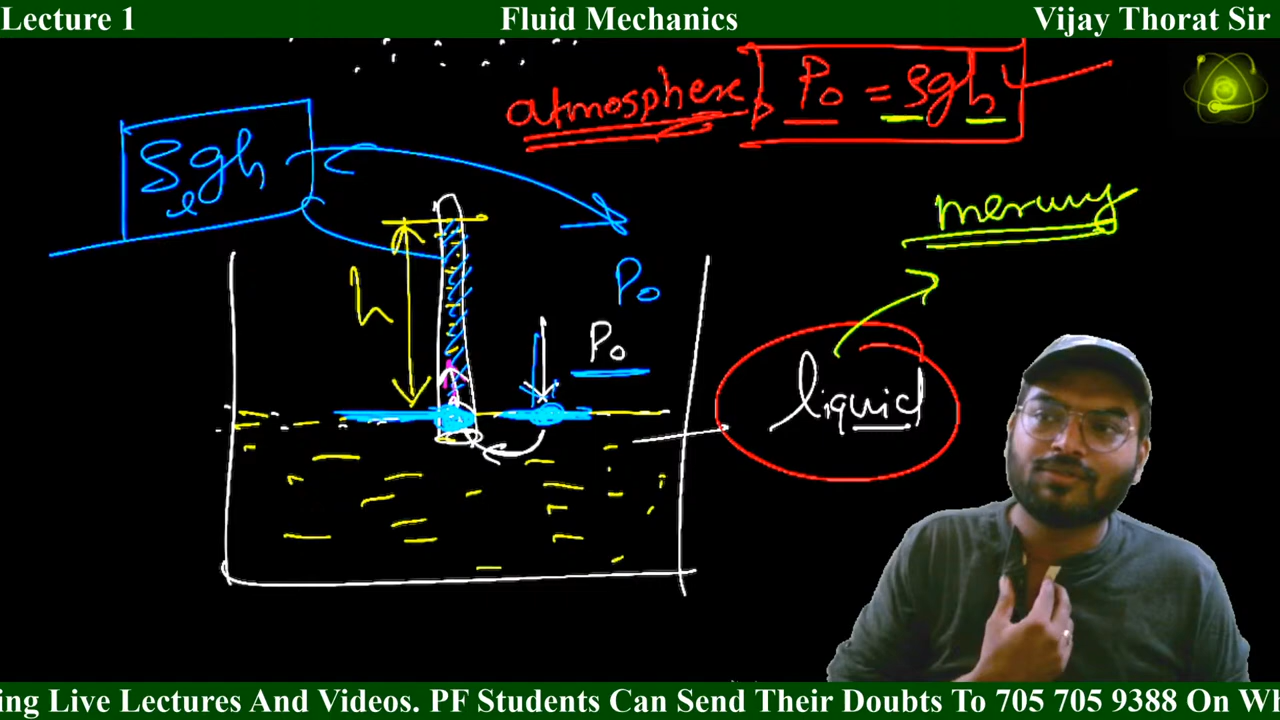 Lecture 1 Fluid Mechanics Vijay Thorat Sir
atmosphere P₀ = ρgh
ρₑgh
mercury
h
P₀
P₀
liquid
ing Live Lectures And Videos. PF Students Can Send Their Doubts To 705 705 9388 On Wh